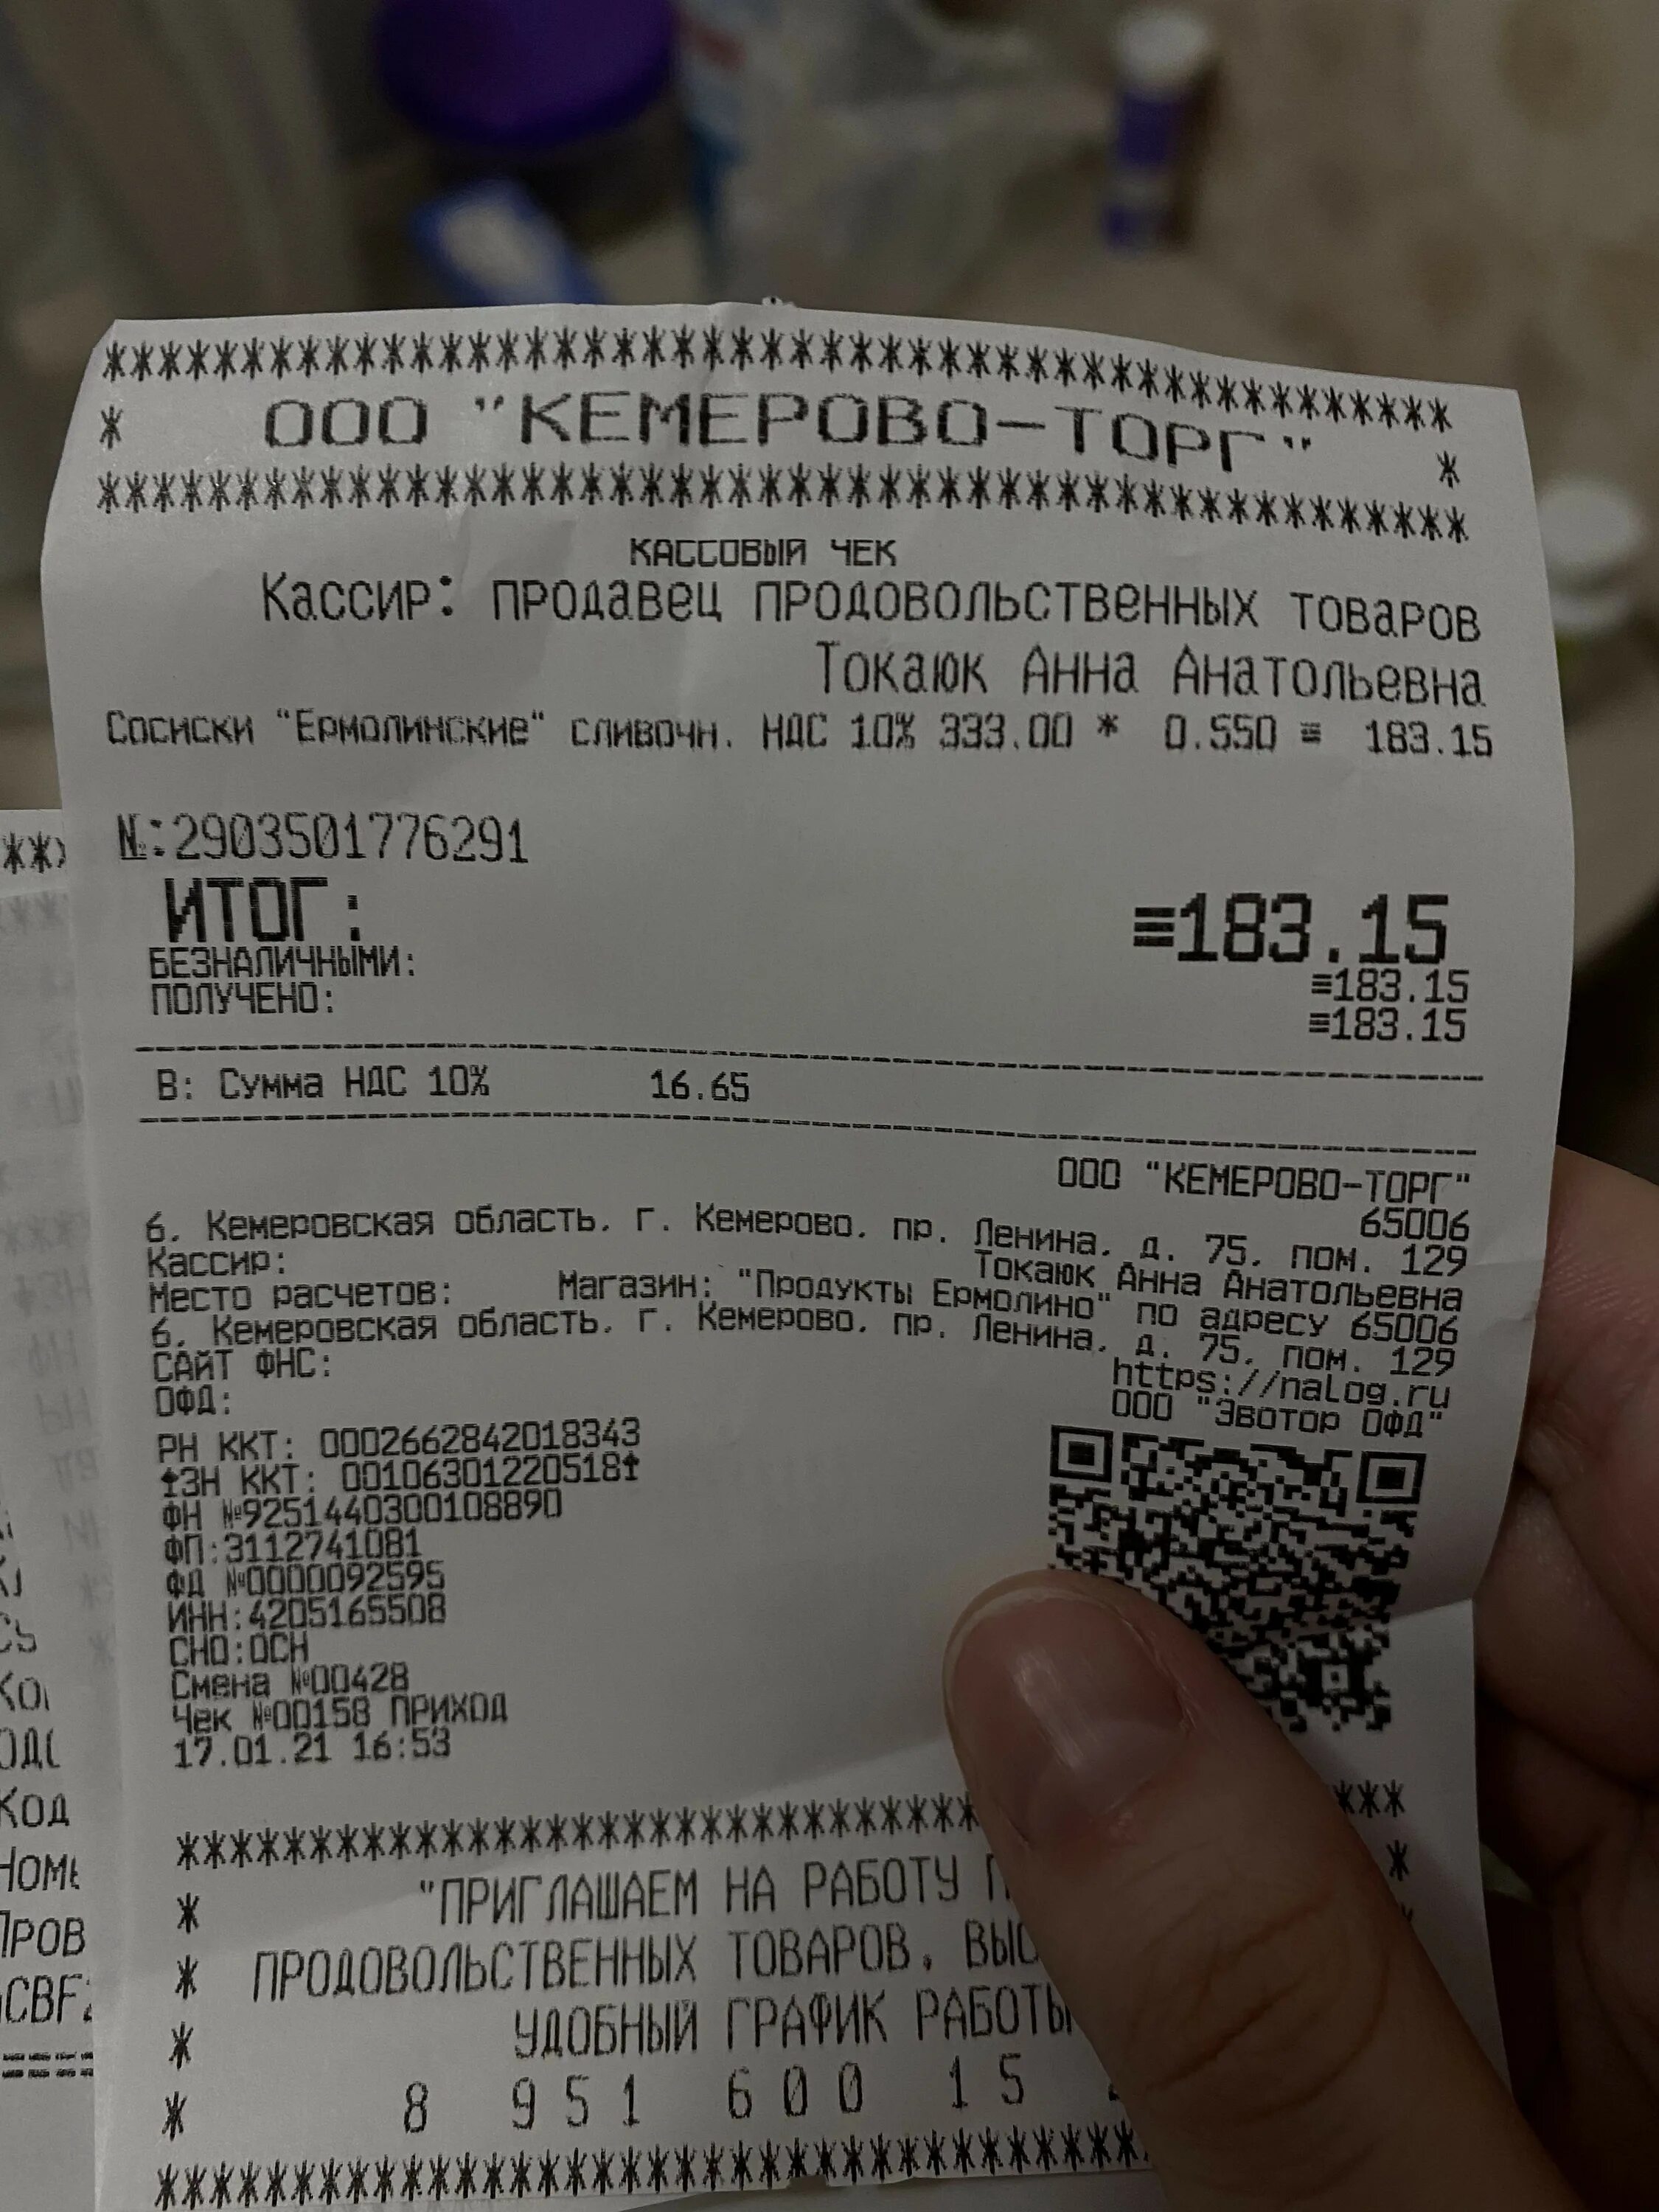 *************************************************
* ООО "КЕМЕРОВО-ТОРГ" *
*************************************************
КАССОВЫЙ ЧЕК
Кассир: продавец продовольственных товаров
Токаюк Анна Анатольевна
Сосиски "Ермолинские" сливочн. НДС 10% 333.00 * 0.550 ≡ 183.15
№:2903501776291
ИТОГ: ≡183.15
БЕЗНАЛИЧНЫМИ: ≡183.15
ПОЛУЧЕНО: ≡183.15
В: Сумма НДС 10% 16.65
ООО "КЕМЕРОВО-ТОРГ"
65006
6, Кемеровская область, г. Кемерово, пр. Ленина, д. 75, пом. 129
Кассир: Токаюк Анна Анатольевна
Место расчетов: Магазин: "Продукты Ермолино" по адресу 65006
6, Кемеровская область, г. Кемерово, пр. Ленина, д. 75, пом. 129
САЙТ ФНС: https://nalog.ru
ОФД: ООО "Эвотор ОФД"
РН ККТ: 0002662842018343
ЗН ККТ: 00106301220518
ФН №9251440300108890
ФП:3112741081
ФД №0000092595
ИНН:4205165508
СНО:ОСН
Смена №00428
Чек №00158 ПРИХОД
17.01.21 16:53
*************************************************
* "ПРИГЛАШАЕМ НА РАБОТУ *
* ПРОДОВОЛЬСТВЕННЫХ ТОВАРОВ.
* УДОБНЫЙ ГРАФИК РАБОТЫ
* 8 951 600 15
*************************************************